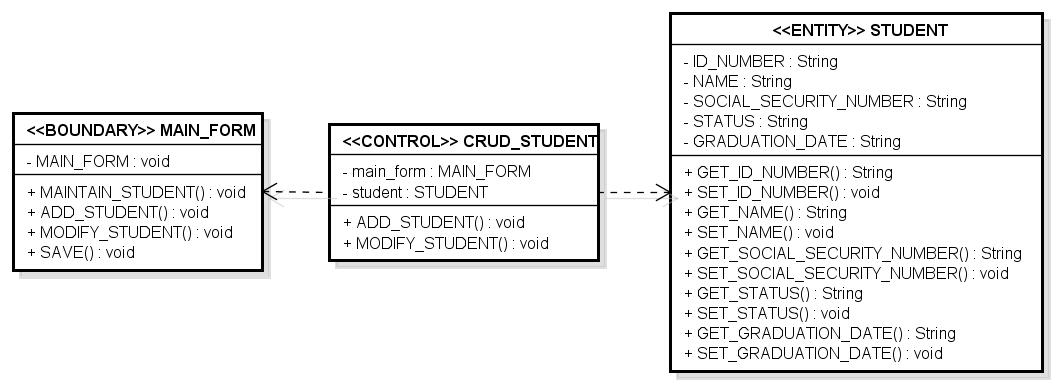 <<BOUNDARY>> MAIN_FORM
- MAIN_FORM : void
+ MAINTAIN_STUDENT() : void
+ ADD_STUDENT() : void
+ MODIFY_STUDENT() : void
+ SAVE() : void
<<CONTROL>> CRUD_STUDENT
- main_form : MAIN_FORM
- student : STUDENT
+ ADD_STUDENT() : void
+ MODIFY_STUDENT() : void
<<ENTITY>> STUDENT
- ID_NUMBER : String
- NAME : String
- SOCIAL_SECURITY_NUMBER : String
- STATUS : String
- GRADUATION_DATE : String
+ GET_ID_NUMBER() : String
+ SET_ID_NUMBER() : void
+ GET_NAME() : String
+ SET_NAME() : void
+ GET_SOCIAL_SECURITY_NUMBER() : String
+ SET_SOCIAL_SECURITY_NUMBER() : void
+ GET_STATUS() : String
+ SET_STATUS() : void
+ GET_GRADUATION_DATE() : String
+ SET_GRADUATION_DATE() : void